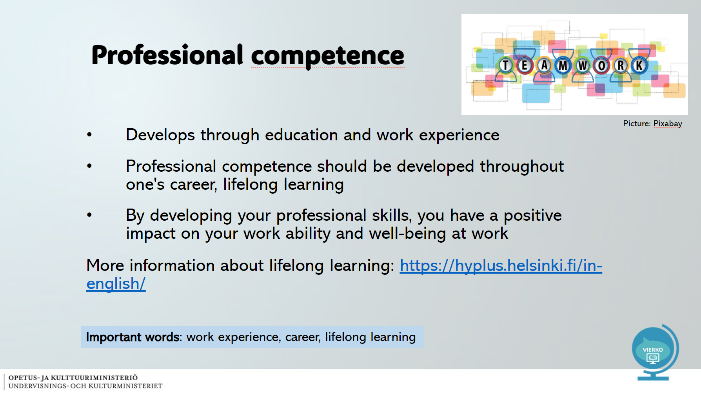 Professional competence
TEAMWORK
Picture: Pixabay
• Develops through education and work experience
• Professional competence should be developed throughout
one's career, lifelong learning
• By developing your professional skills, you have a positive
impact on your work ability and well-being at work
More information about lifelong learning: https://hyplus.helsinki.fi/in-
english/
Important words: work experience, career, lifelong learning
VIERKO
OPETUS- JA KULTTUURIMINISTERIÖ
UNDERVISNINGS- OCH KULTURMINISTERIET